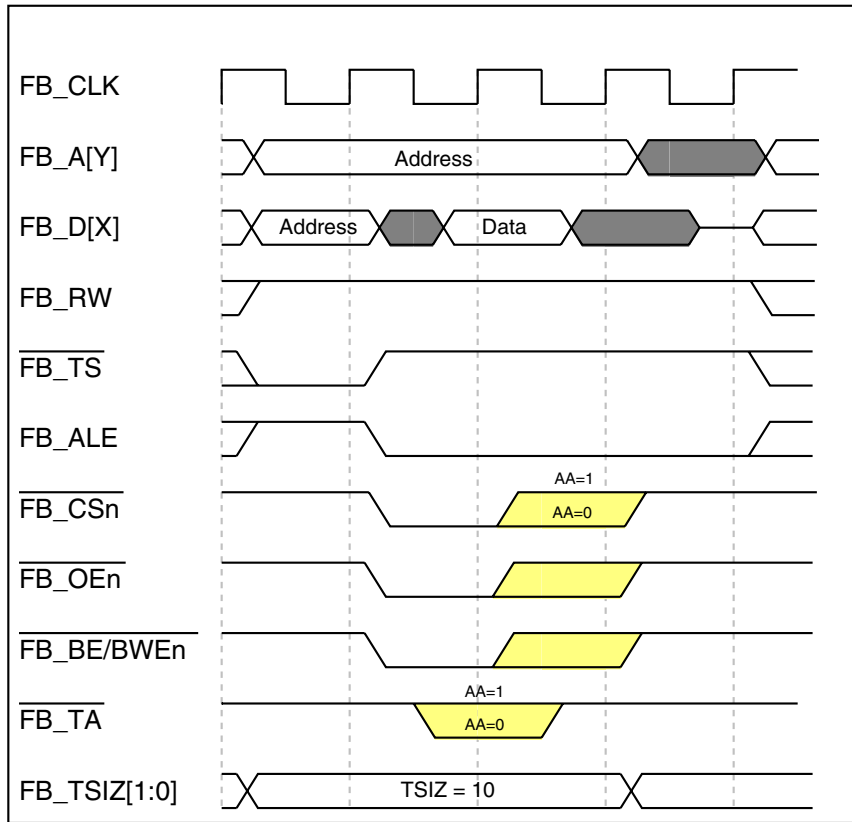 FB_CLK
FB_A[Y]
Address
FB_D[X]
Address
Data
FB_RW
FB_TS
FB_ALE
AA=1
FB_CSn
AA=0
FB_OEn
FB_BE/BWEn
AA=1
FB_TA
AA=0
FB_TSIZ[1:0]
TSIZ = 10